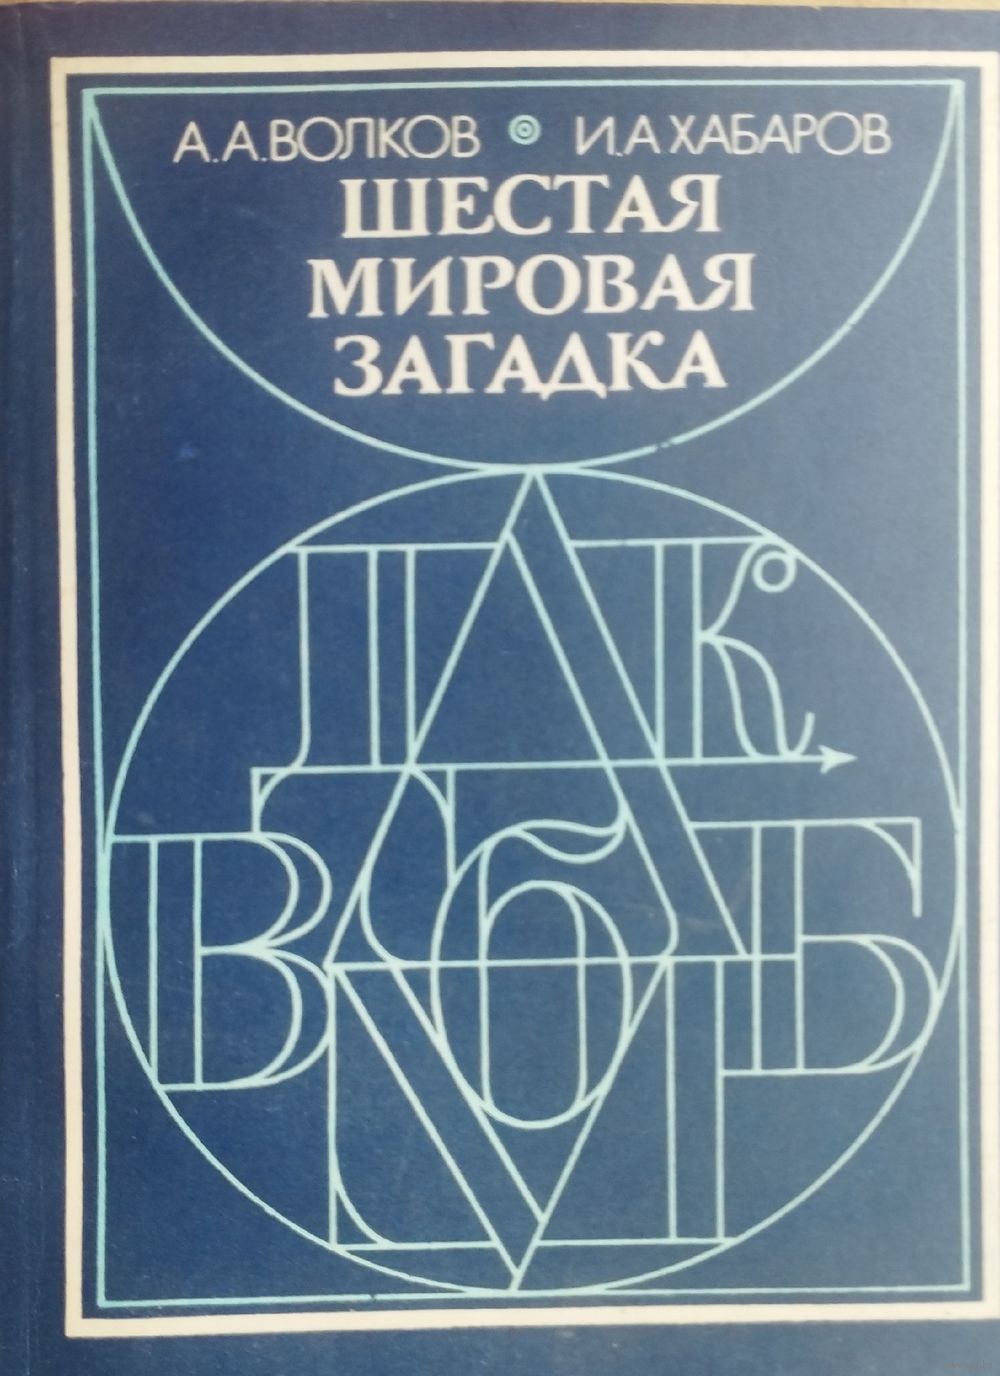 А.А.ВОЛКОВ И.А.ХАБАРОВ
ШЕСТАЯ
МИРОВАЯ
ЗАГАДКА
Л А К
В Г б Б
М